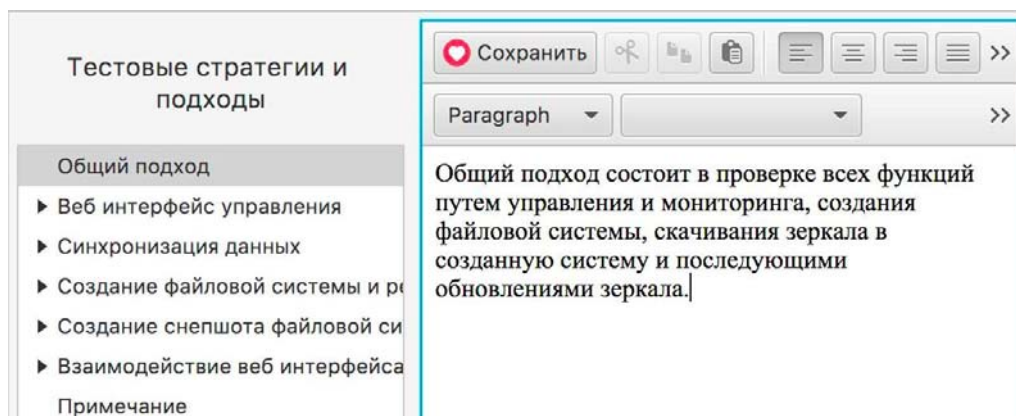 Тестовые стратегии и
подходы
Общий подход
Веб интерфейс управления
Синхронизация данных
Создание файловой системы и
Создание снепшота файловой
Взаимодействие веб интерфейса
Примечание
Сохранить
Paragraph
Общий подход состоит в проверке всех функций
путем управления и мониторинга, создания
файловой системы, скачивания зеркала в
созданную систему и последующими
обновлениями зеркала.